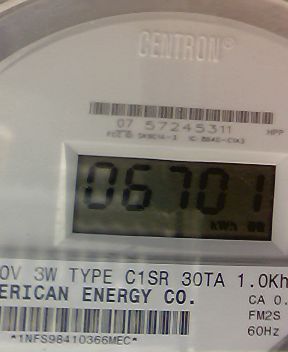 CENTRON®
07 57245311
HPP
06701
0V 3W TYPE C1SR 30TA 1.0Kh
ERICAN ENERGY CO.
CA 0.
FM2S
60Hz
*1NFS98410366MEC*